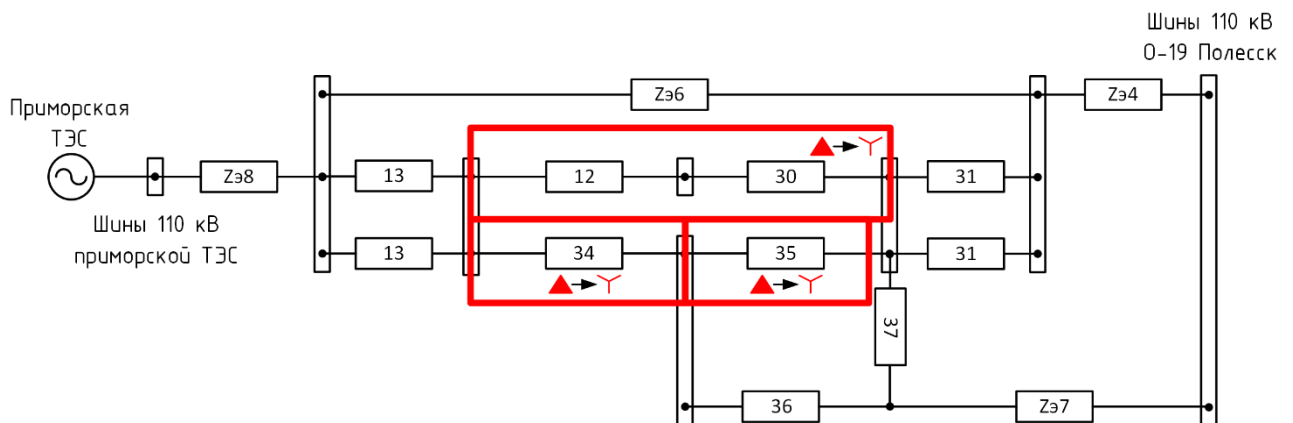 Шины 110 кВ
О-19 Полесск
Zэ6
Zэ4
Приморская
ТЭС
Zэ8
13
12
30
31
Шины 110 кВ
приморской ТЭС
13
34
35
31
37
36
Zэ7